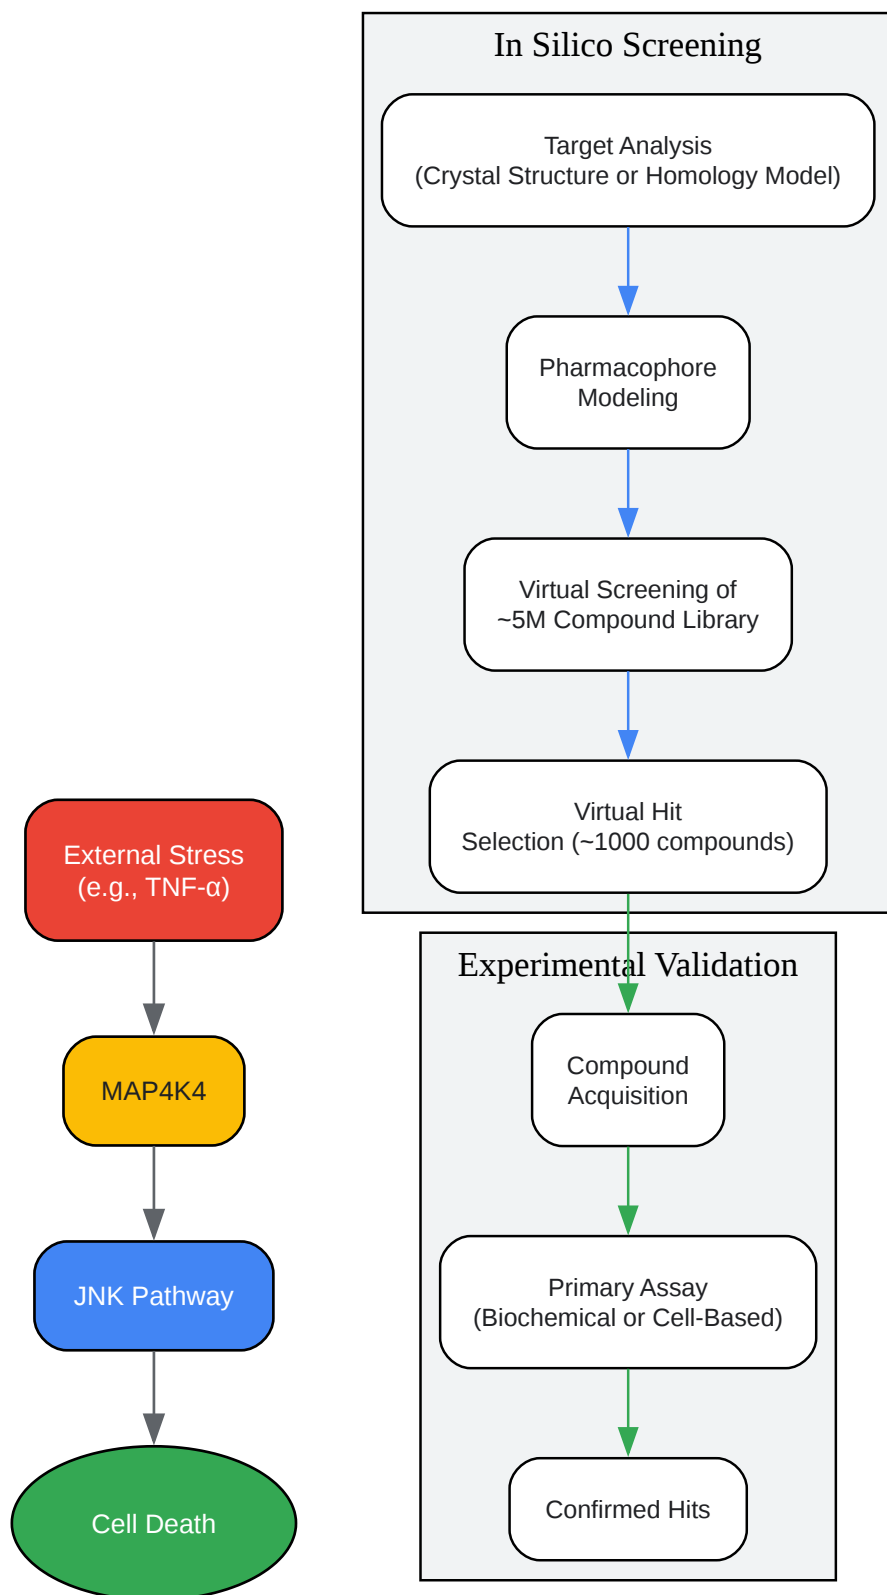 In Silico Screening
Target Analysis
(Crystal Structure or Homology Model)
Pharmacophore
Modeling
Virtual Screening of
~5M Compound Library
Virtual Hit
Selection (~1000 compounds)
Experimental Validation
Compound
Acquisition
Primary Assay
(Biochemical or Cell-Based)
Confirmed Hits
External Stress
(e.g., TNF-α)
MAP4K4
JNK Pathway
Cell Death